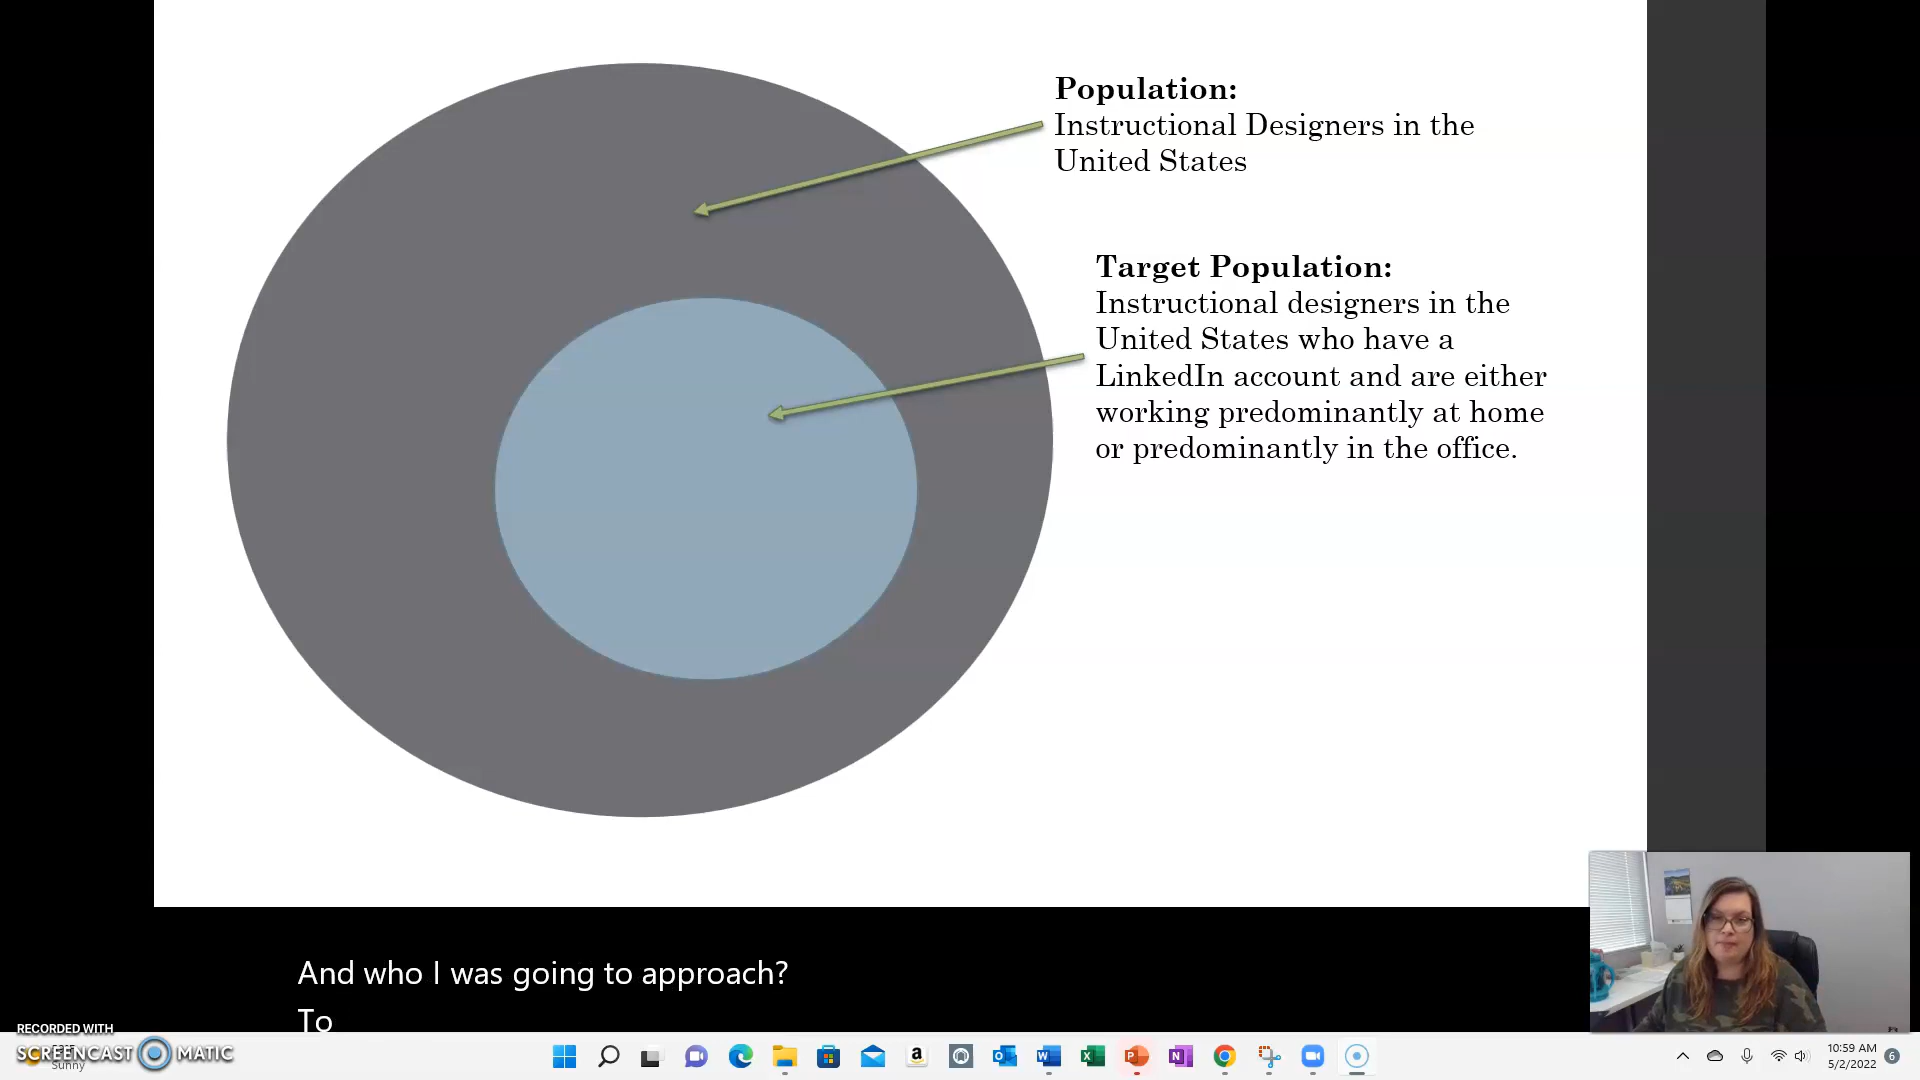 Population:
Instructional Designers in the
United States
Target Population:
Instructional designers in the
United States who have a
LinkedIn account and are either
working predominantly at home
or predominantly in the office.
And who I was going to approach?
To
RECORDED WITH
SCREENCAST MATIC
Sunny
10:59 AM
5/2/2022
6